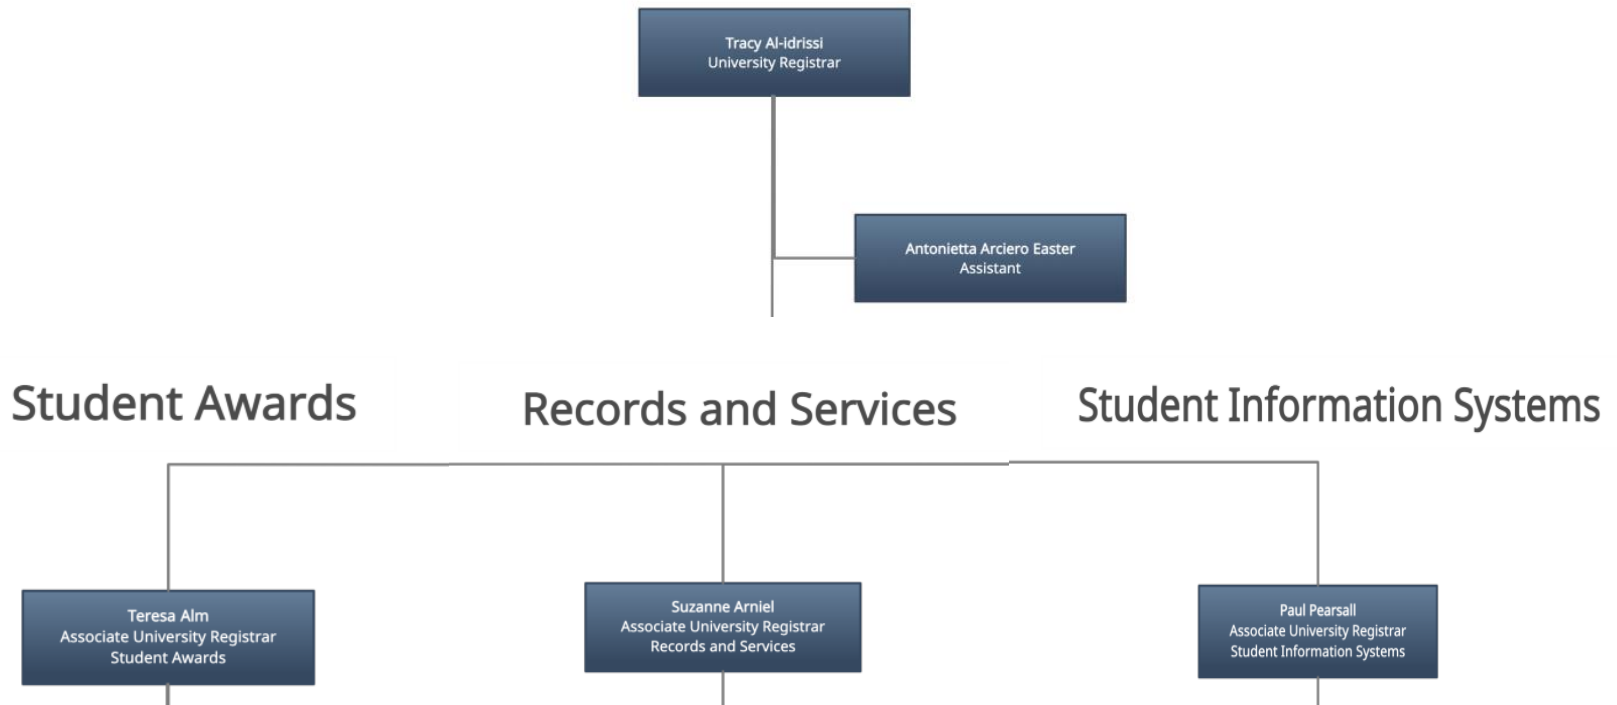 Tracy Al-idrissi
University Registrar
Antonietta Arciero Easter
Assistant
Student Awards
Records and Services
Student Information Systems
Teresa Alm
Associate University Registrar
Student Awards
Suzanne Arniel
Associate University Registrar
Records and Services
Paul Pearsall
Associate University Registrar
Student Information Systems